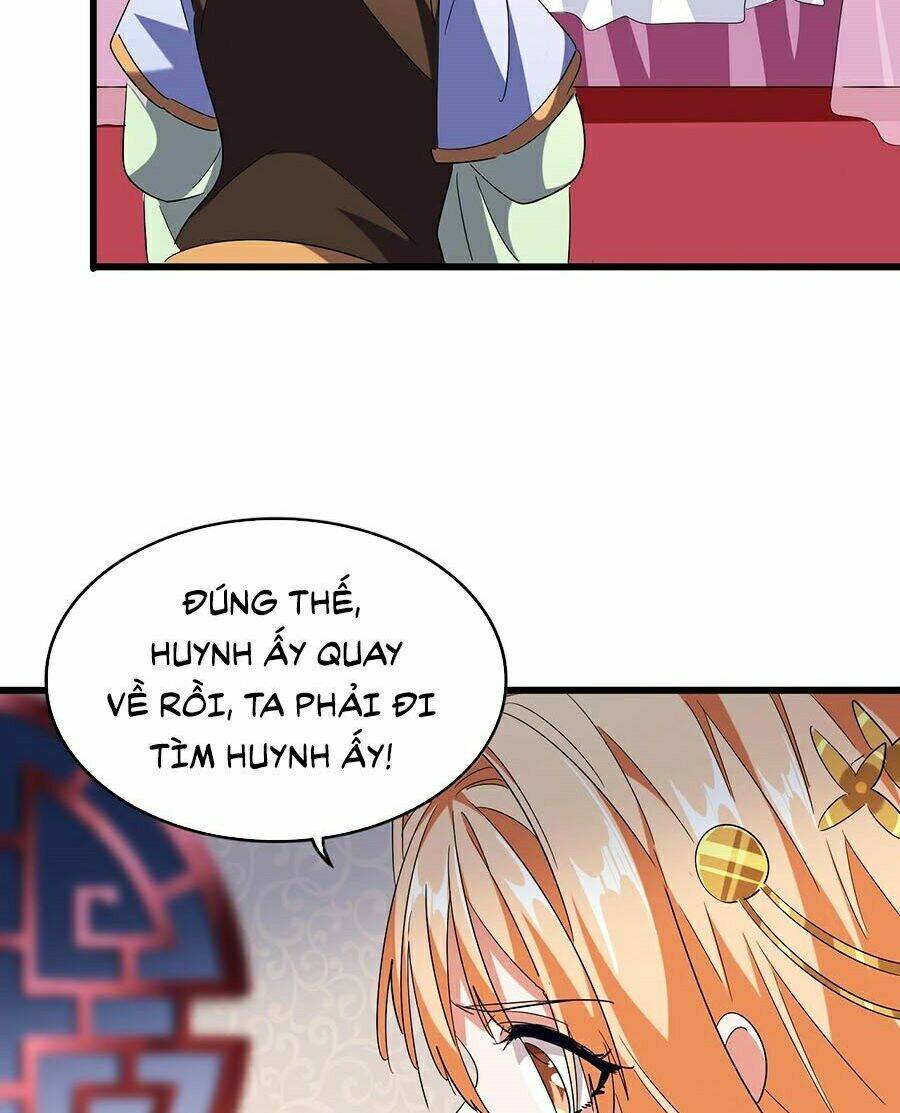 ĐÚNG THẾ,
HUYNH ẤY QUAY
VỀ RỒI, TA PHẢI ĐI
TÌM HUYNH ẤY!